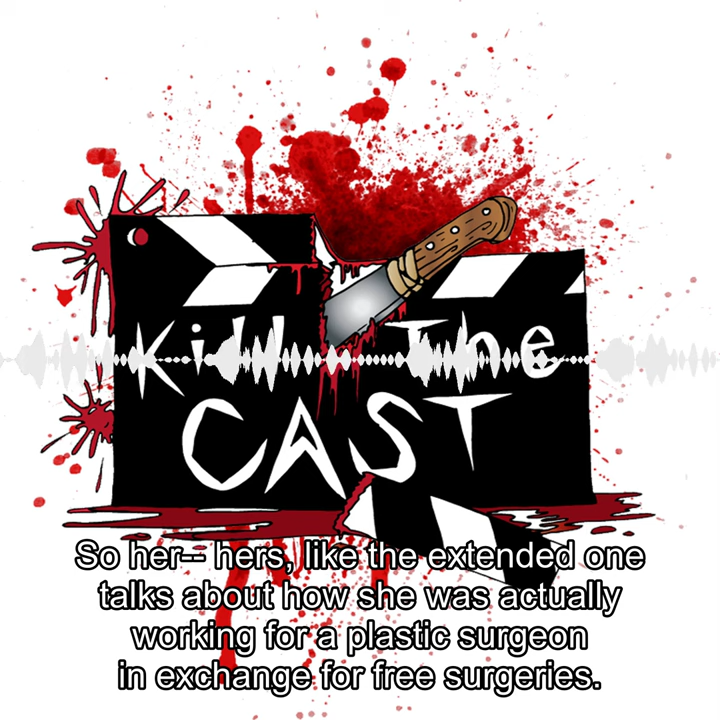 Kill The
CAST
So her-- hers, like the extended one
talks about how she was actually
working for a plastic surgeon
in exchange for free surgeries.